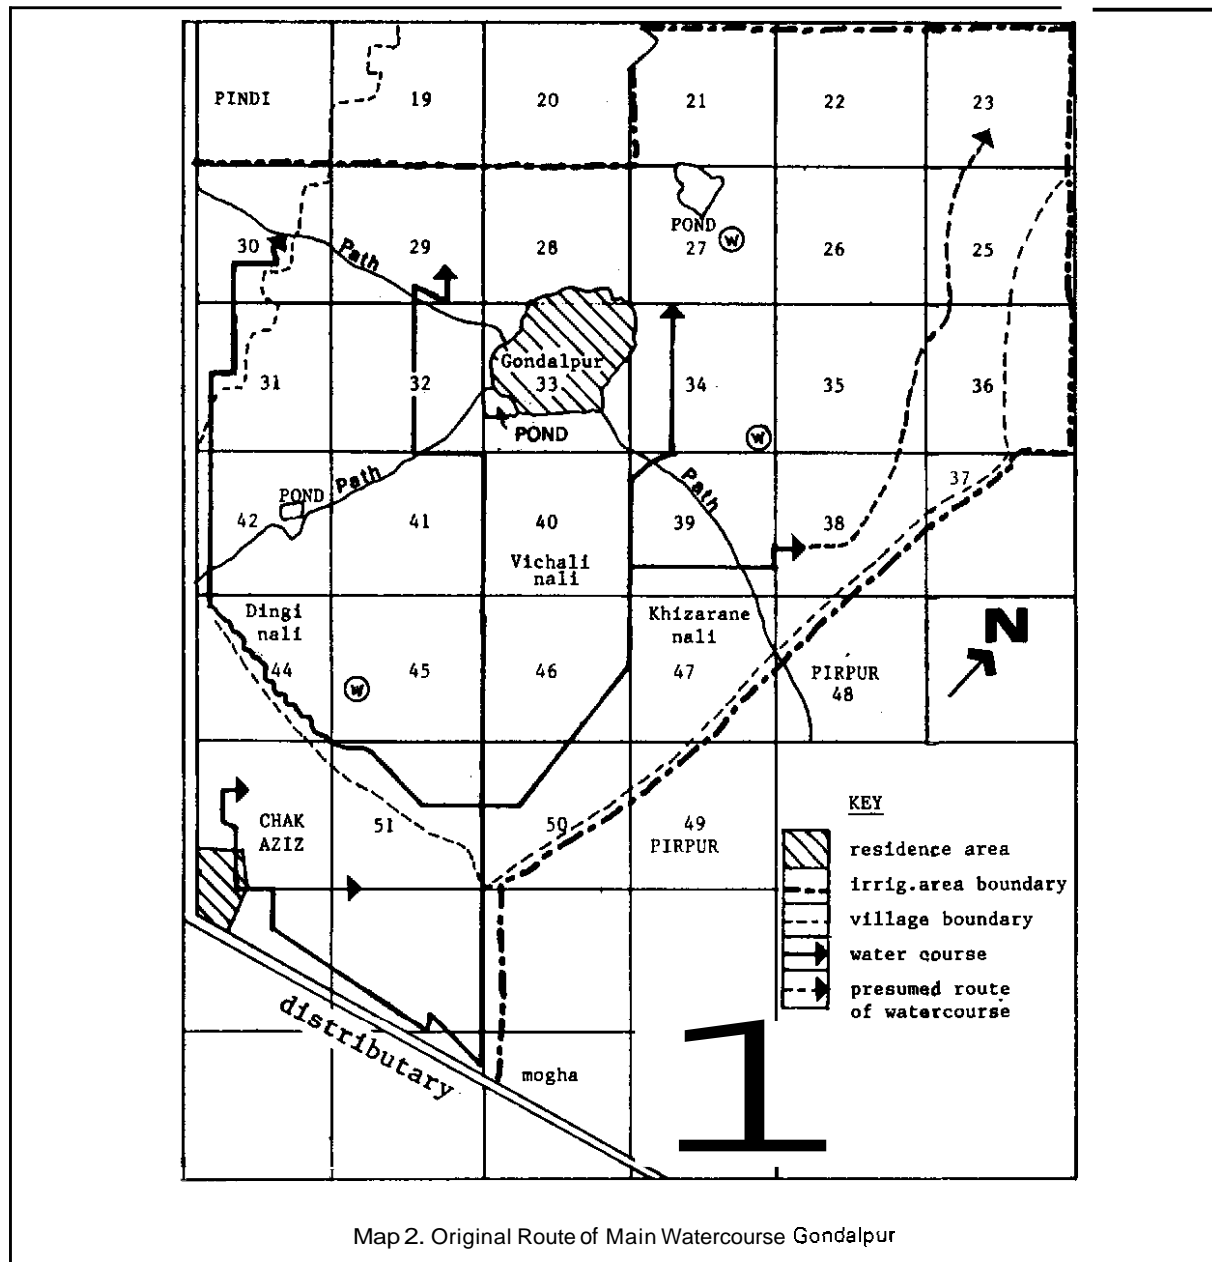 PINDI 19 20 21 22 23
POND
30 29 28 27 W 26 25
Path
31 32 Gondalpur 34 35 36
33
POND
W
POND Path Path 37
42 41 40 39 38
Vichali
nali
Dingi
nali
Khizarane
nali
N
44 45 46 47 PIRPUR
48
W
CHAK
AZIZ
51 50 49
PIRPUR
KEY
residence area
irrig.area boundary
village boundary
water course
presumed route
of watercourse
distributary
mogha
1
Map 2. Original Route of Main Watercourse Gondalpur